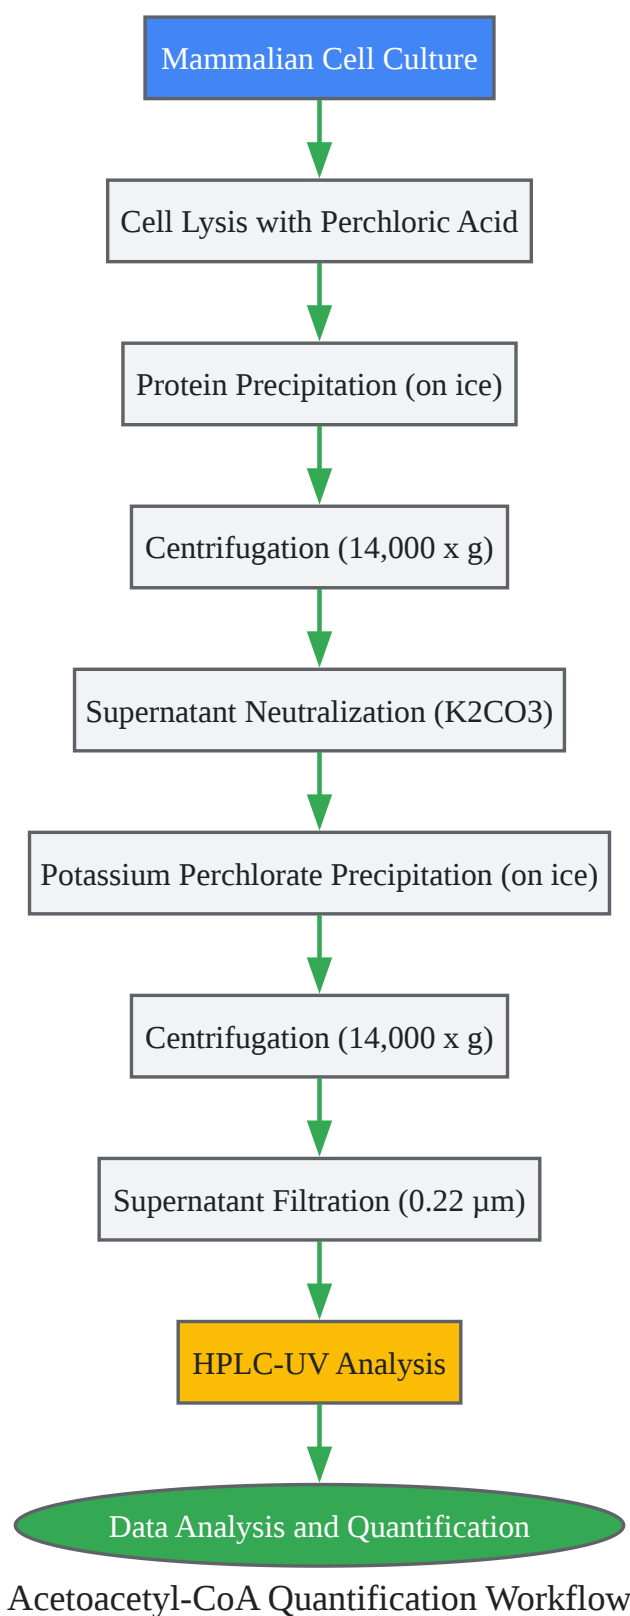 Mammalian Cell Culture
Cell Lysis with Perchloric Acid
Protein Precipitation (on ice)
Centrifugation (14,000 x g)
Supernatant Neutralization (K2CO3)
Potassium Perchlorate Precipitation (on ice)
Centrifugation (14,000 x g)
Supernatant Filtration (0.22 µm)
HPLC-UV Analysis
Data Analysis and Quantification
Acetoacetyl-CoA Quantification Workflow